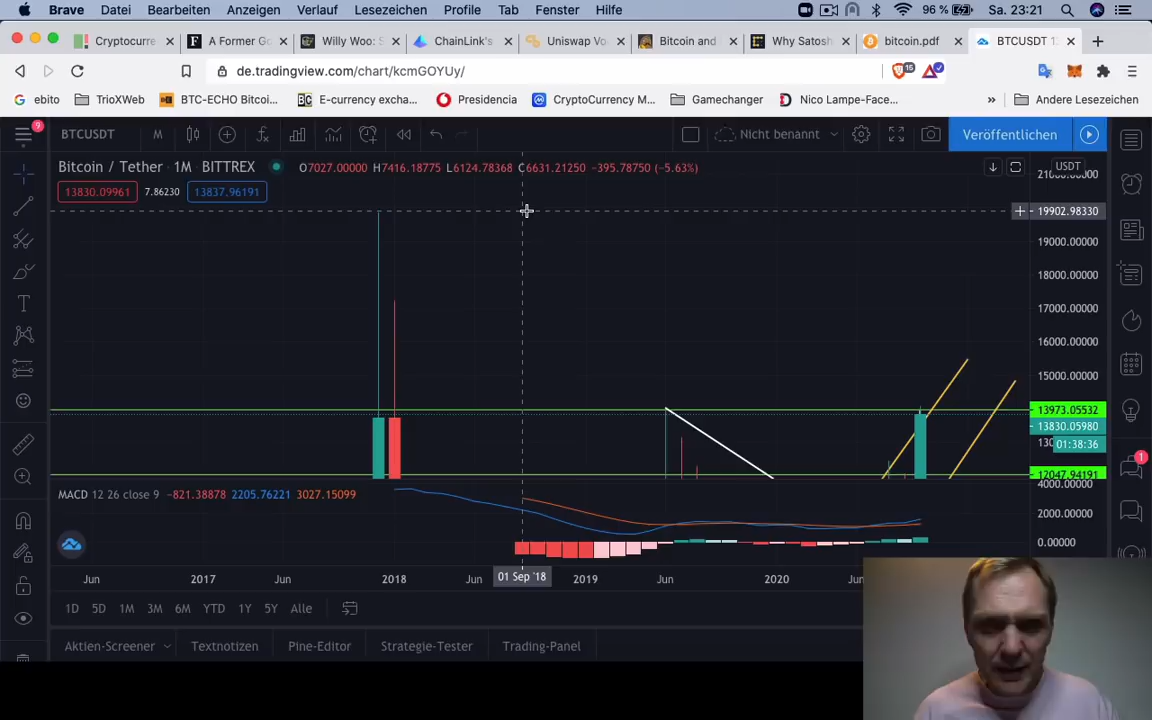 Brave Datei Bearbeiten Anzeigen Verlauf Lesezeichen Profile Tab Fenster Hilfe 96 % Sa. 23:21
Cryptocurre A Former Go Willy Woo: S ChainLink's Uniswap Vo Bitcoin and Why Satosh bitcoin.pdf BTCUSDT 13
de.tradingview.com/chart/kcmGOYUy/ 15
ebito TrioXWeb BTC-ECHO Bitcoi... E-currency excha... Presidencia CryptoCurrency M... Gamechanger Nico Lampe-Face... » Andere Lesezeichen
9 BTCUSDT M Nicht benannt Veröffentlichen
Bitcoin / Tether · 1M · BITTREX O7027.00000 H7416.18775 L6124.78368 C6631.21250 −395.78750 (−5.63%) USDT
21000.00000
13830.09961 7.86230 13837.96191
19902.98330
19000.00000
18000.00000
17000.00000
16000.00000
15000.00000
13973.05532
13830.05980
01:38:36
12047.94191
MACD 12 26 close 9 −821.38878 2205.76221 3027.15099
4000.00000
2000.00000
0.00000
Jun 2017 Jun 2018 Jun 01 Sep '18 2019 Jun 2020 Jun
1D 5D 1M 3M 6M YTD 1Y 5Y Alle
Aktien-Screener Textnotizen Pine-Editor Strategie-Tester Trading-Panel
1